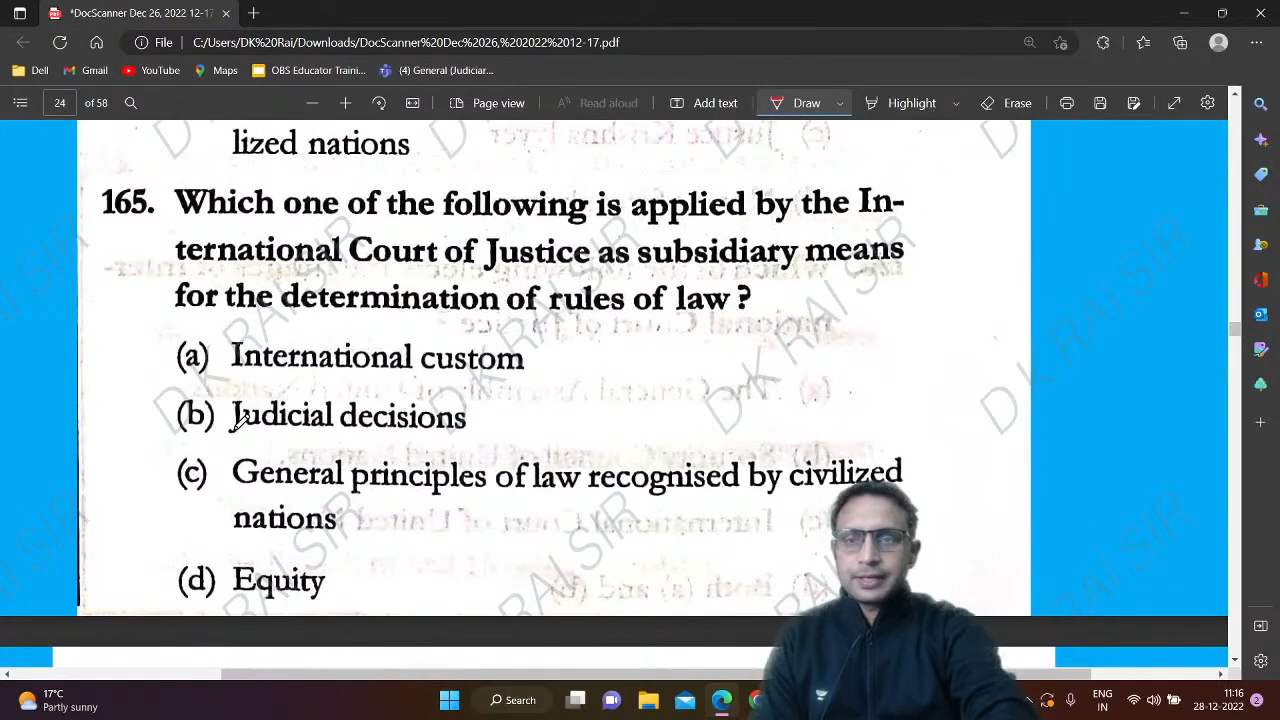 *DocScanner Dec 26, 2022 12-17
File C:/Users/DK%20Rai/Downloads/DocScanner%20Dec%2026,%202022%2012-17.pdf
Dell Gmail YouTube Maps OBS Educator Traini... (4) General (Judiciar...
24 of 58 Page view Read aloud Add text Draw Highlight Erase
lized nations
165. Which one of the following is applied by the In-
ternational Court of Justice as subsidiary means
for the determination of rules of law ?
(a) International custom
(b) Judicial decisions
(c) General principles of law recognised by civilized
nations
(d) Equity
D K RAI SIR
17°C
Partly sunny
Search
ENG
IN
11:16
28-12-2022